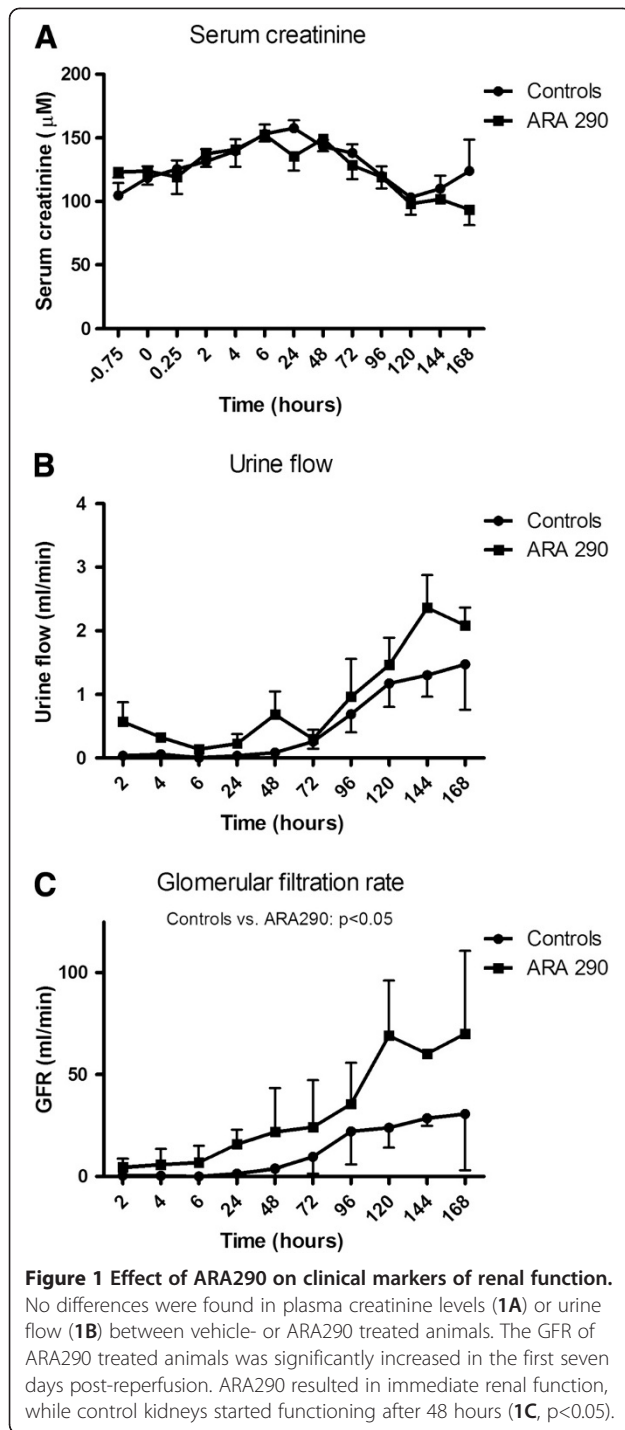 A
Serum creatinine
Controls
ARA 290
Serum creatinine ( μM)
200
150
100
50
0
-0.75
0
0.25
2
4
6
24
48
72
96
120
144
168
Time (hours)
B
Urine flow
Controls
ARA 290
Urine flow (ml/min)
4
3
2
1
0
2
4
6
24
48
72
96
120
144
168
Time (hours)
C
Glomerular filtration rate
Controls vs. ARA290: p<0.05
Controls
ARA 290
GFR (ml/min)
100
50
0
2
4
6
24
48
72
96
120
144
168
Time (hours)
Figure 1 Effect of ARA290 on clinical markers of renal function.
No differences were found in plasma creatinine levels (1A) or urine
flow (1B) between vehicle- or ARA290 treated animals. The GFR of
ARA290 treated animals was significantly increased in the first seven
days post-reperfusion. ARA290 resulted in immediate renal function,
while control kidneys started functioning after 48 hours (1C, p<0.05).